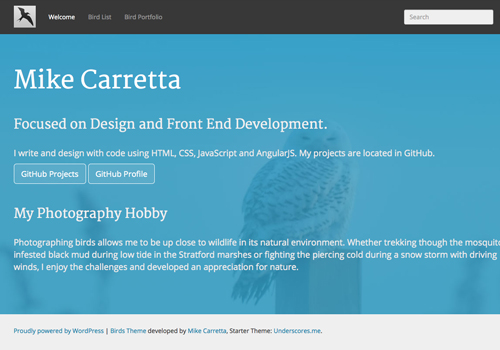 Welcome Bird List Bird Portfolio Search
Mike Carretta
Focused on Design and Front End Development.
I write and design with code using HTML, CSS, JavaScript and AngularJS. My projects are located in GitHub.
GitHub Projects GitHub Profile
My Photography Hobby
Photographing birds allows me to be up close to wildlife in its natural environment. Whether trekking though the mosquito
infested black mud during low tide in the Stratford marshes or fighting the piercing cold during a snow storm with driving
winds, I enjoy the challenges and developed an appreciation for nature.
Proudly powered by WordPress | Birds Theme developed by Mike Carretta, Starter Theme: Underscores.me.